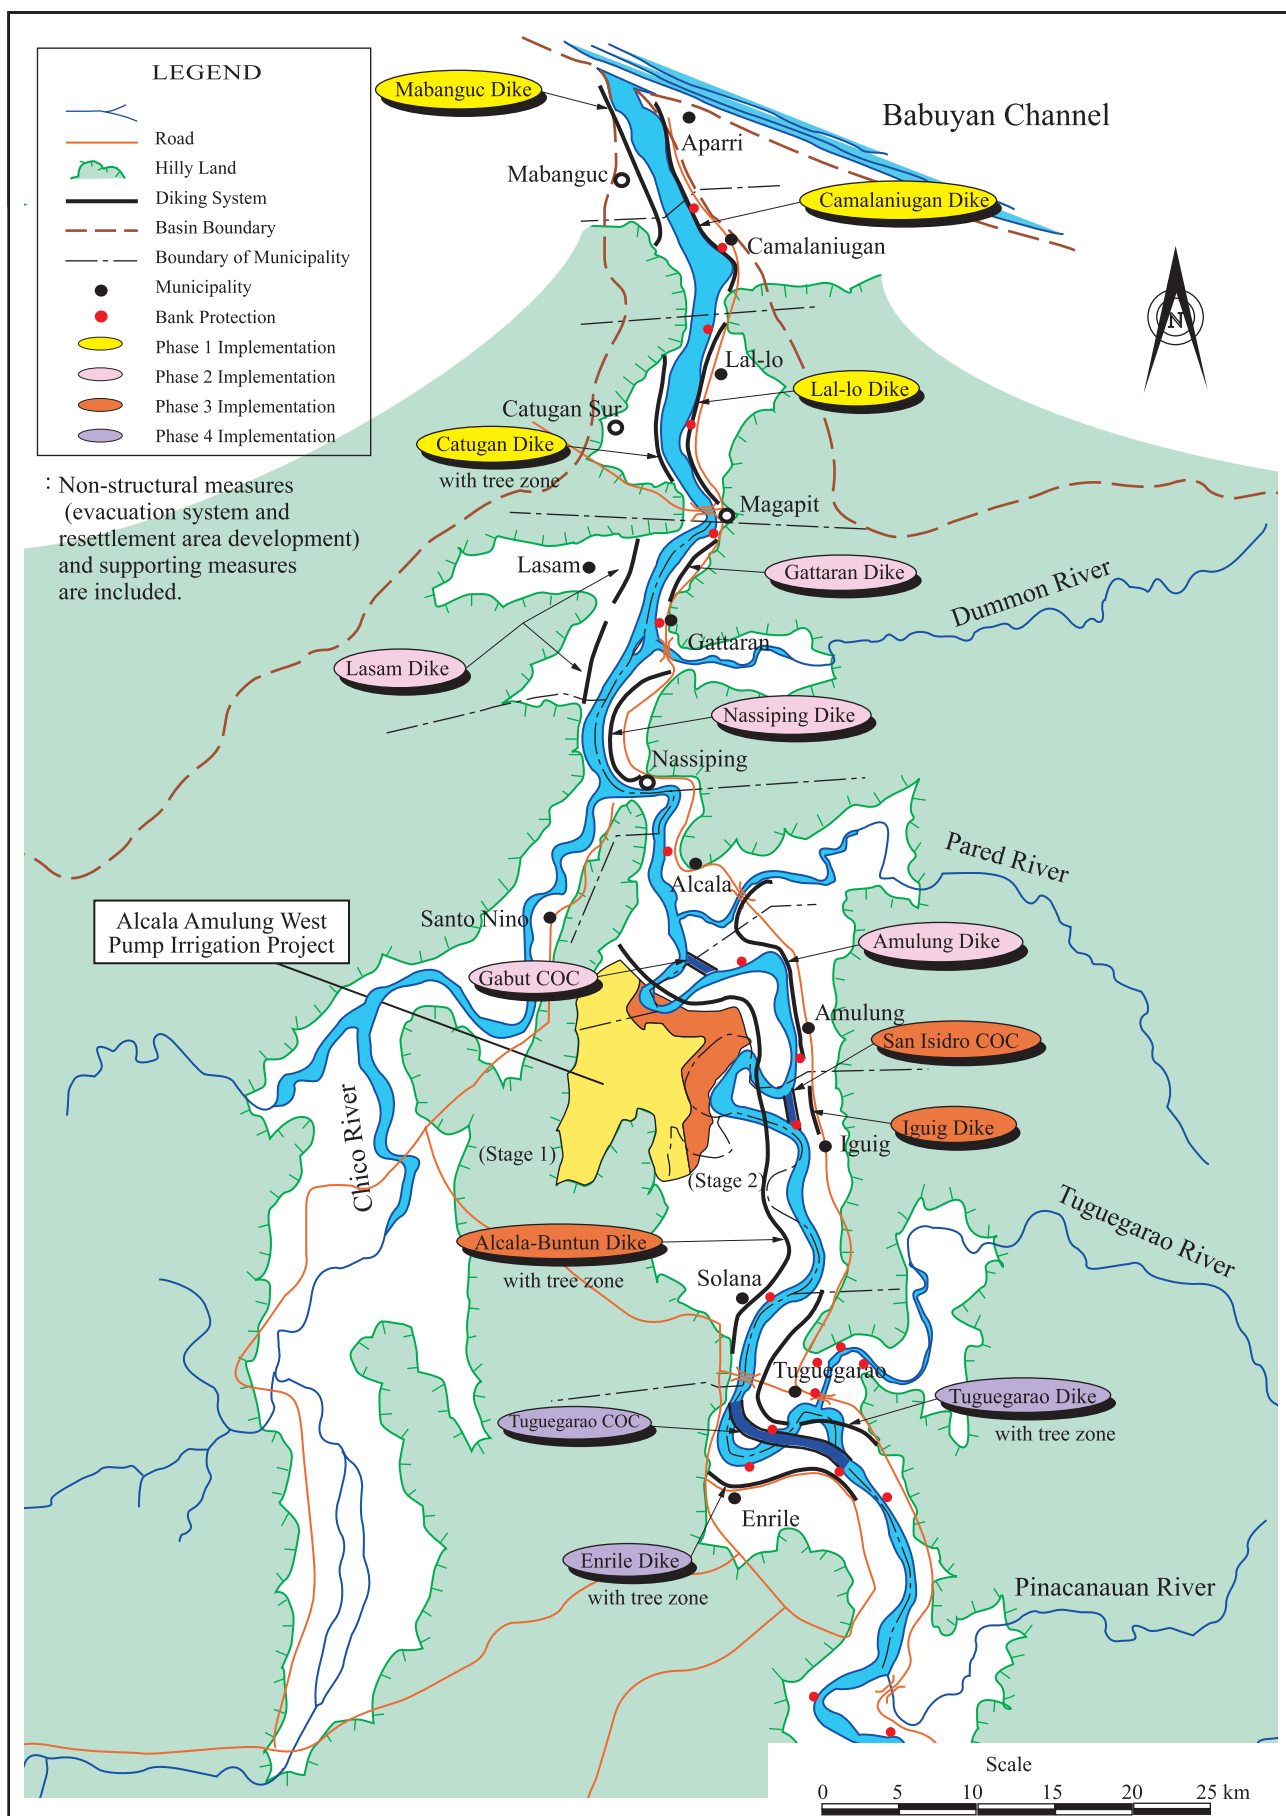 LEGEND
Road
Hilly Land
Diking System
Basin Boundary
Boundary of Municipality
Municipality
Bank Protection
Phase 1 Implementation
Phase 2 Implementation
Phase 3 Implementation
Phase 4 Implementation
: Non-structural measures
(evacuation system and
resettlement area development)
and supporting measures
are included.
Mabanguc Dike
Babuyan Channel
Aparri
Mabanguc
Camalaniugan Dike
Camalaniugan
N
Lal-lo
Lal-lo Dike
Catugan Sur
Catugan Dike
with tree zone
Magapit
Lasam
Gattaran Dike
Dummon River
Gattaran
Lasam Dike
Nassiping Dike
Nassiping
Pared River
Alcala
Santo Nino
Alcala Amulung West
Pump Irrigation Project
Amulung Dike
Gabut COC
Amulung
San Isidro COC
Chico River
Iguig Dike
Iguig
(Stage 1)
(Stage 2)
Tuguegarao River
Alcala-Buntun Dike
with tree zone
Solana
Tuguegarao
Tuguegarao Dike
with tree zone
Tuguegarao COC
Enrile
Enrile Dike
with tree zone
Pinacanauan River
Scale
0 5 10 15 20 25 km